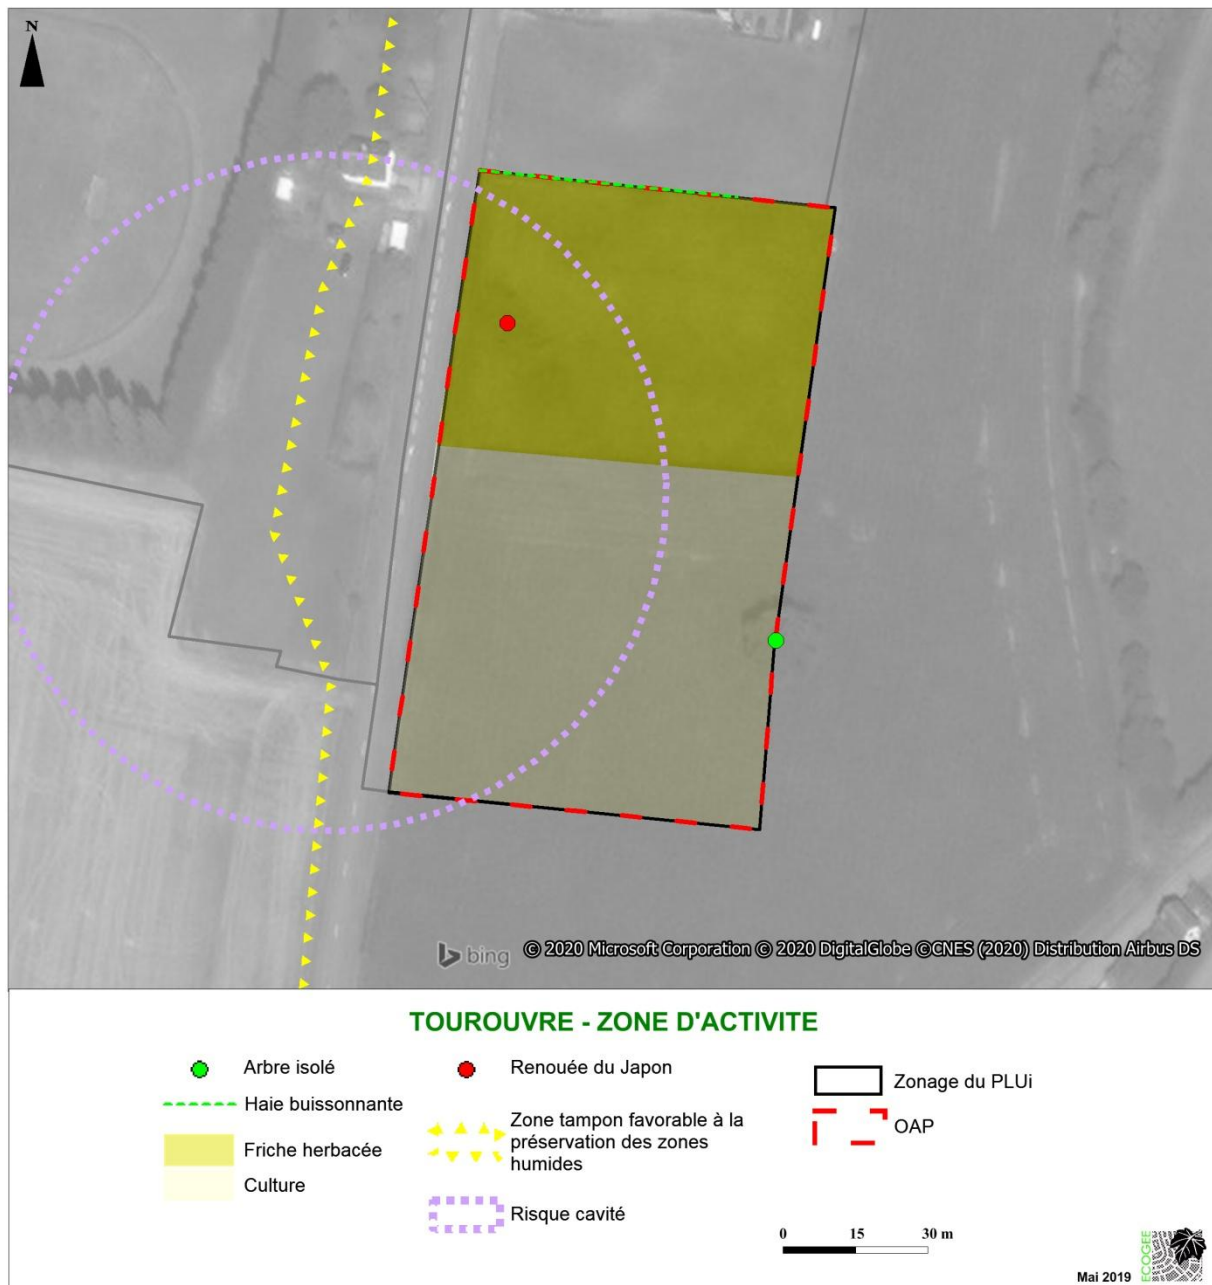 N
bing © 2020 Microsoft Corporation © 2020 DigitalGlobe ©CNES (2020) Distribution Airbus DS
TOUROUVRE - ZONE D'ACTIVITE
Arbre isolé
Haie buissonnante
Friche herbacée
Culture
Renouée du Japon
Zone tampon favorable à la
préservation des zones
humides
Risque cavité
Zonage du PLUi
OAP
0 15 30 m
Mai 2019
ECOGEE